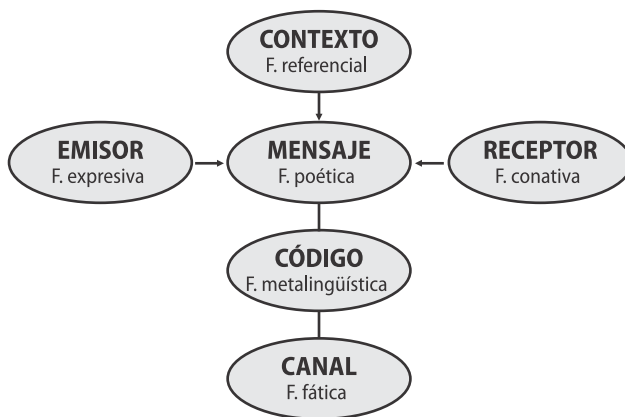 CONTEXTO
F. referencial
EMISOR
F. expresiva
MENSAJE
F. poética
RECEPTOR
F. conativa
CÓDIGO
F. metalingüística
CANAL
F. fática